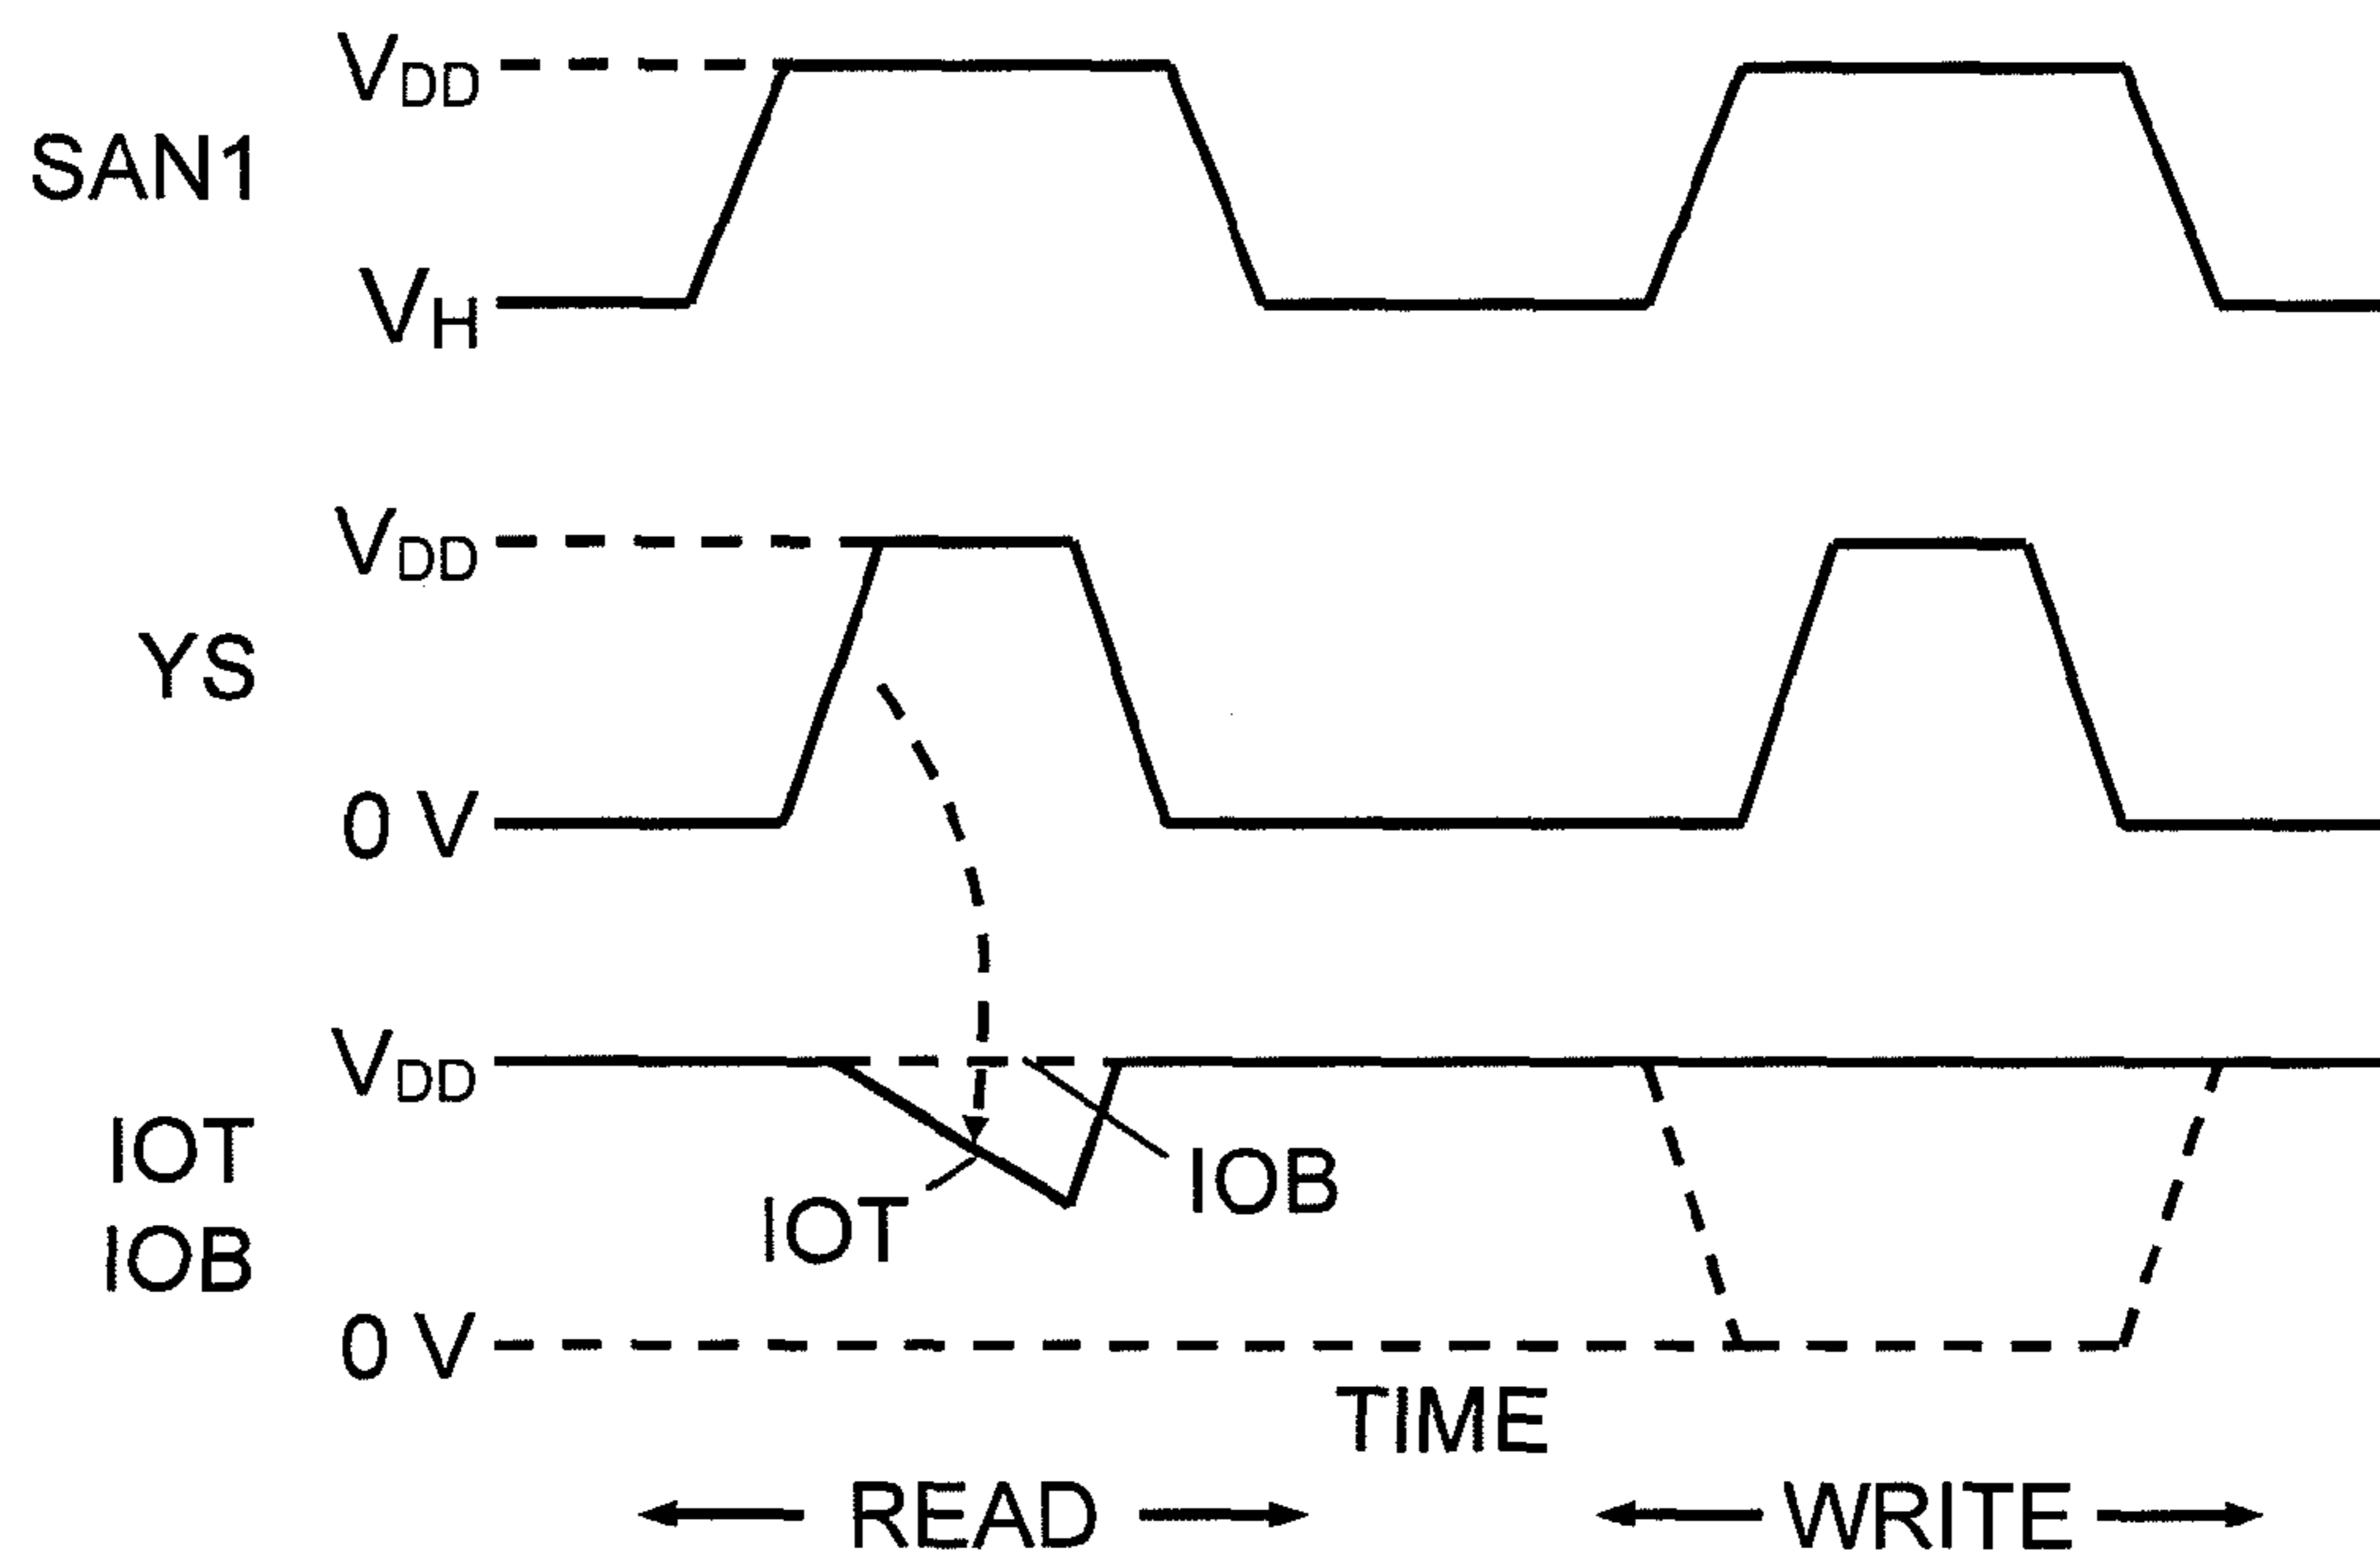 VDD
SAN1
VH
VDD
YS
0 V
VDD
IOT
IOB
IOT
IOB
0 V
TIME
READ
WRITE